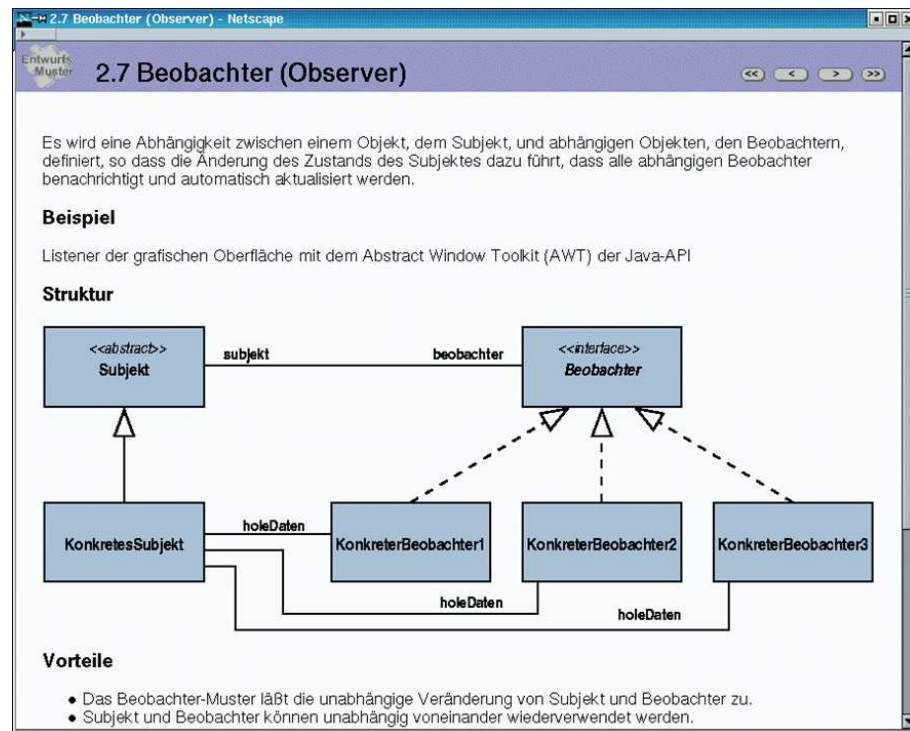 2.7 Beobachter (Observer) - Netscape
Entwurfs
Muster
2.7 Beobachter (Observer)
<< < > >>
Es wird eine Abhängigkeit zwischen einem Objekt, dem Subjekt, und abhängigen Objekten, den Beobachtern,
definiert, so dass die Änderung des Zustands des Subjektes dazu führt, dass alle abhängigen Beobachter
benachrichtigt und automatisch aktualisiert werden.
Beispiel
Listener der grafischen Oberfläche mit dem Abstract Window Toolkit (AWT) der Java-API
Struktur
<<abstract>>
Subjekt
subjekt
beobachter
<<interface>>
Beobachter
KonkretesSubjekt
holeDaten
KonkreterBeobachter1
KonkreterBeobachter2
KonkreterBeobachter3
holeDaten
holeDaten
Vorteile
• Das Beobachter-Muster läßt die unabhängige Veränderung von Subjekt und Beobachter zu.
• Subjekt und Beobachter können unabhängig voneinander wiederverwendet werden.